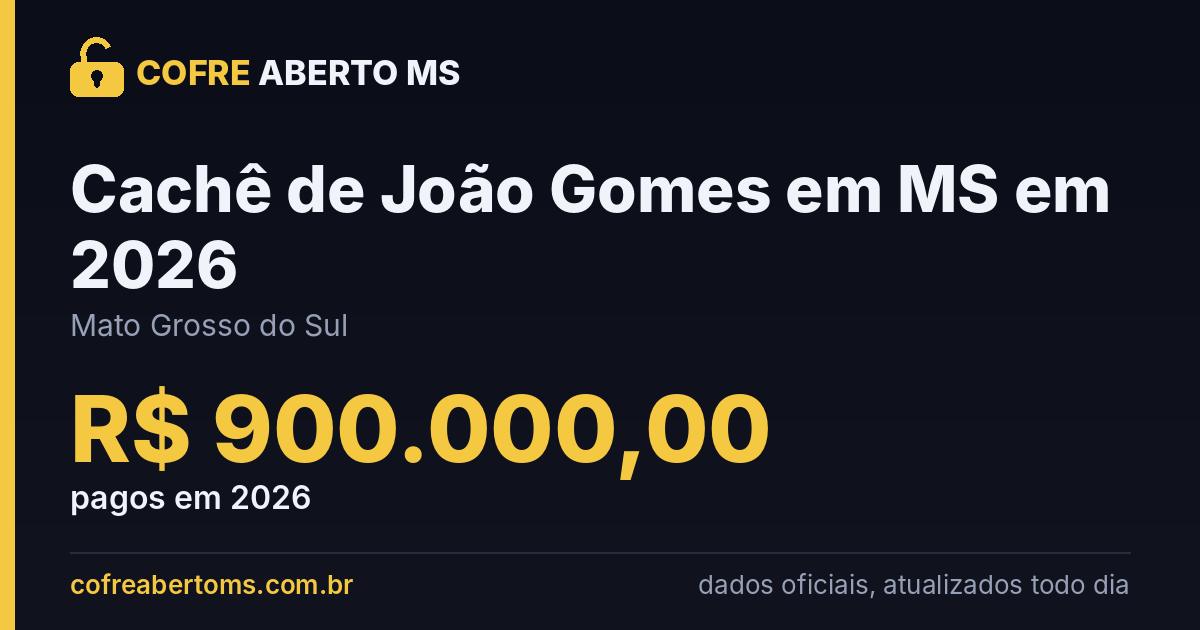 COFRE ABERTO MS
Cachê de João Gomes em MS em
2026
Mato Grosso do Sul
R$ 900.000,00
pagos em 2026
cofreabertoms.com.br
dados oficiais, atualizados todo dia